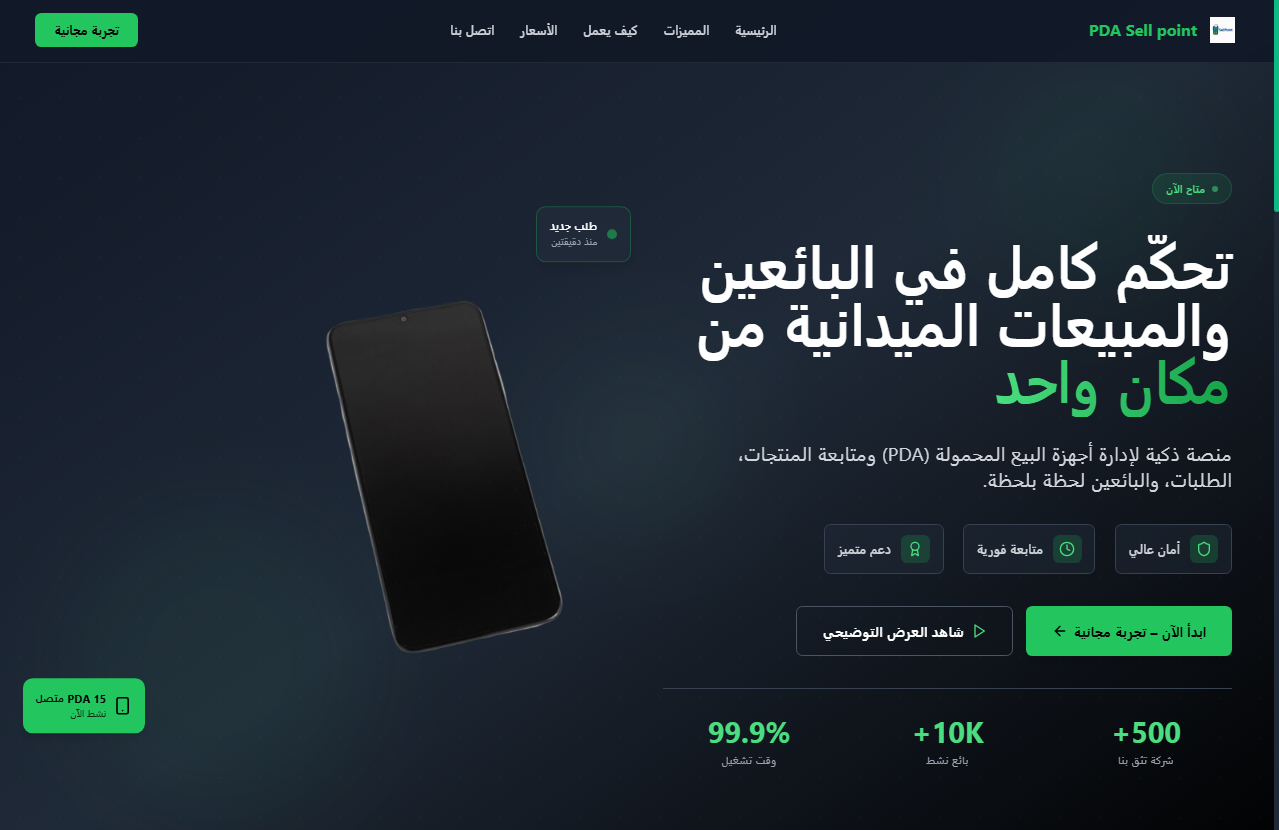 PDA Sell point
الرئيسية
المميزات
كيف يعمل
الأسعار
اتصل بنا
تجربة مجانية
متاح الآن
تحكّم كامل في البائعين
والمبيعات الميدانية من
مكان واحد
منصة ذكية لإدارة أجهزة البيع المحمولة (PDA) ومتابعة المنتجات،
الطلبات، والبائعين لحظة بلحظة.
أمان عالي
متابعة فورية
دعم متميز
ابدأ الآن – تجربة مجانية
شاهد العرض التوضيحي
+500
شركة تثق بنا
+10K
بائع نشط
99.9%
وقت تشغيل
طلب جديد
منذ دقيقتين
15 PDA متصل
نشط الآن